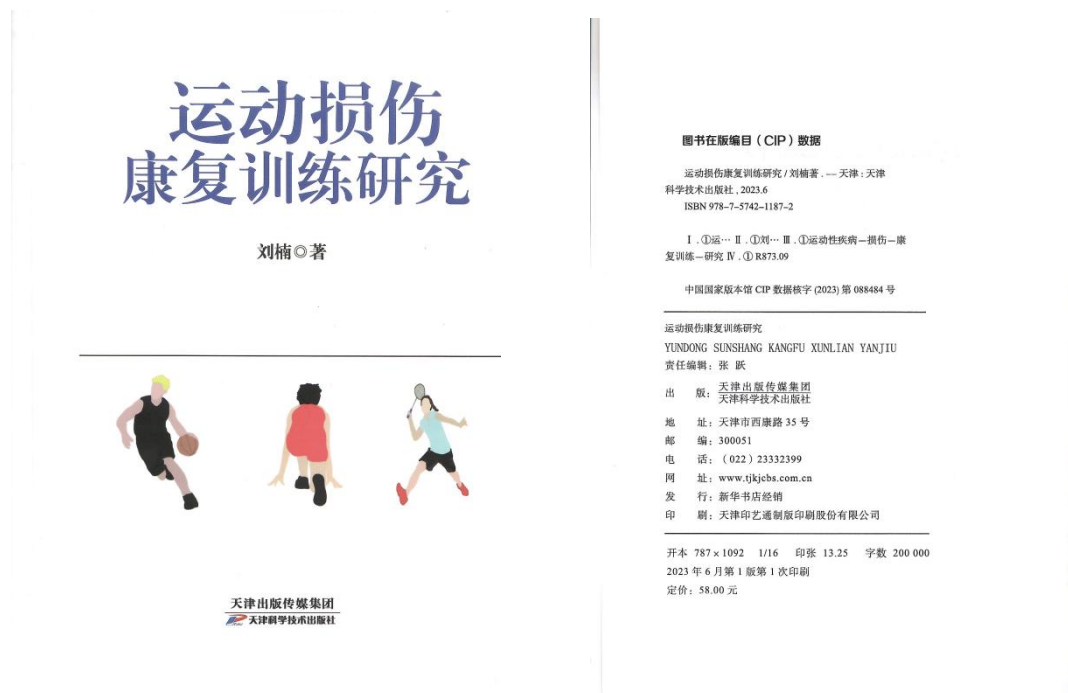 运动损伤
康复训练研究
刘楠◎著
天津出版传媒集团
天津科学技术出版社
图书在版编目（CIP）数据
运动损伤康复训练研究 / 刘楠著 . -- 天津 : 天津
科学技术出版社 , 2023.6
ISBN 978-7-5742-1187-2
Ⅰ . ①运… Ⅱ . ①刘… Ⅲ . ①运动性疾病－损伤－康
复训练－研究 Ⅳ . ① R873.09
中国国家版本馆 CIP 数据核字 (2023) 第 088484 号
运动损伤康复训练研究
YUNDONG SUNSHANG KANGFU XUNLIAN YANJIU
责任编辑：张 跃
出 版：天津出版传媒集团
天津科学技术出版社
地 址：天津市西康路 35 号
邮 编：300051
电 话：（022）23332399
网 址：www.tjkjcbs.com.cn
发 行：新华书店经销
印 刷：天津印艺通制版印刷股份有限公司
开本 787×1092 1/16 印张 13.25 字数 200 000
2023 年 6 月第 1 版第 1 次印刷
定价：58.00 元